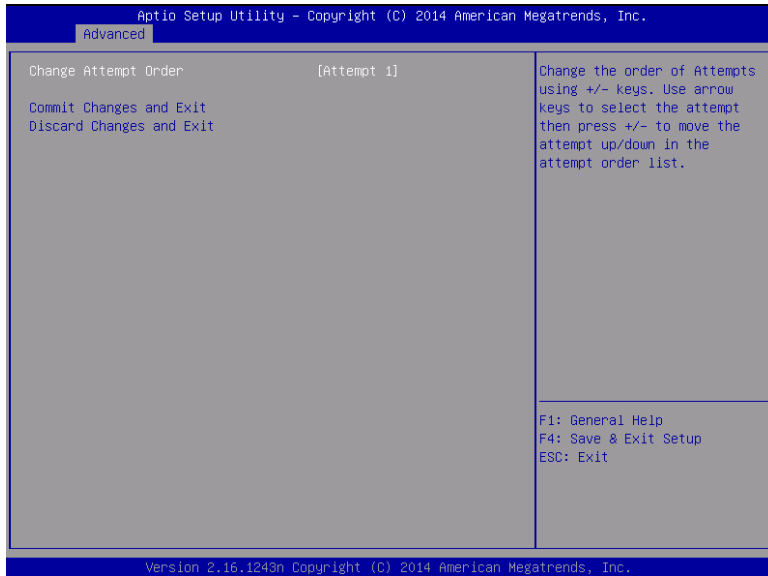 Aptio Setup Utility – Copyright (C) 2014 American Megatrends, Inc.
Advanced
Change Attempt Order [Attempt 1]
Commit Changes and Exit
Discard Changes and Exit
Change the order of Attempts
using +/- keys. Use arrow
keys to select the attempt
then press +/- to move the
attempt up/down in the
attempt order list.
F1: General Help
F4: Save & Exit Setup
ESC: Exit
Version 2.16.1243n Copyright (C) 2014 American Megatrends, Inc.